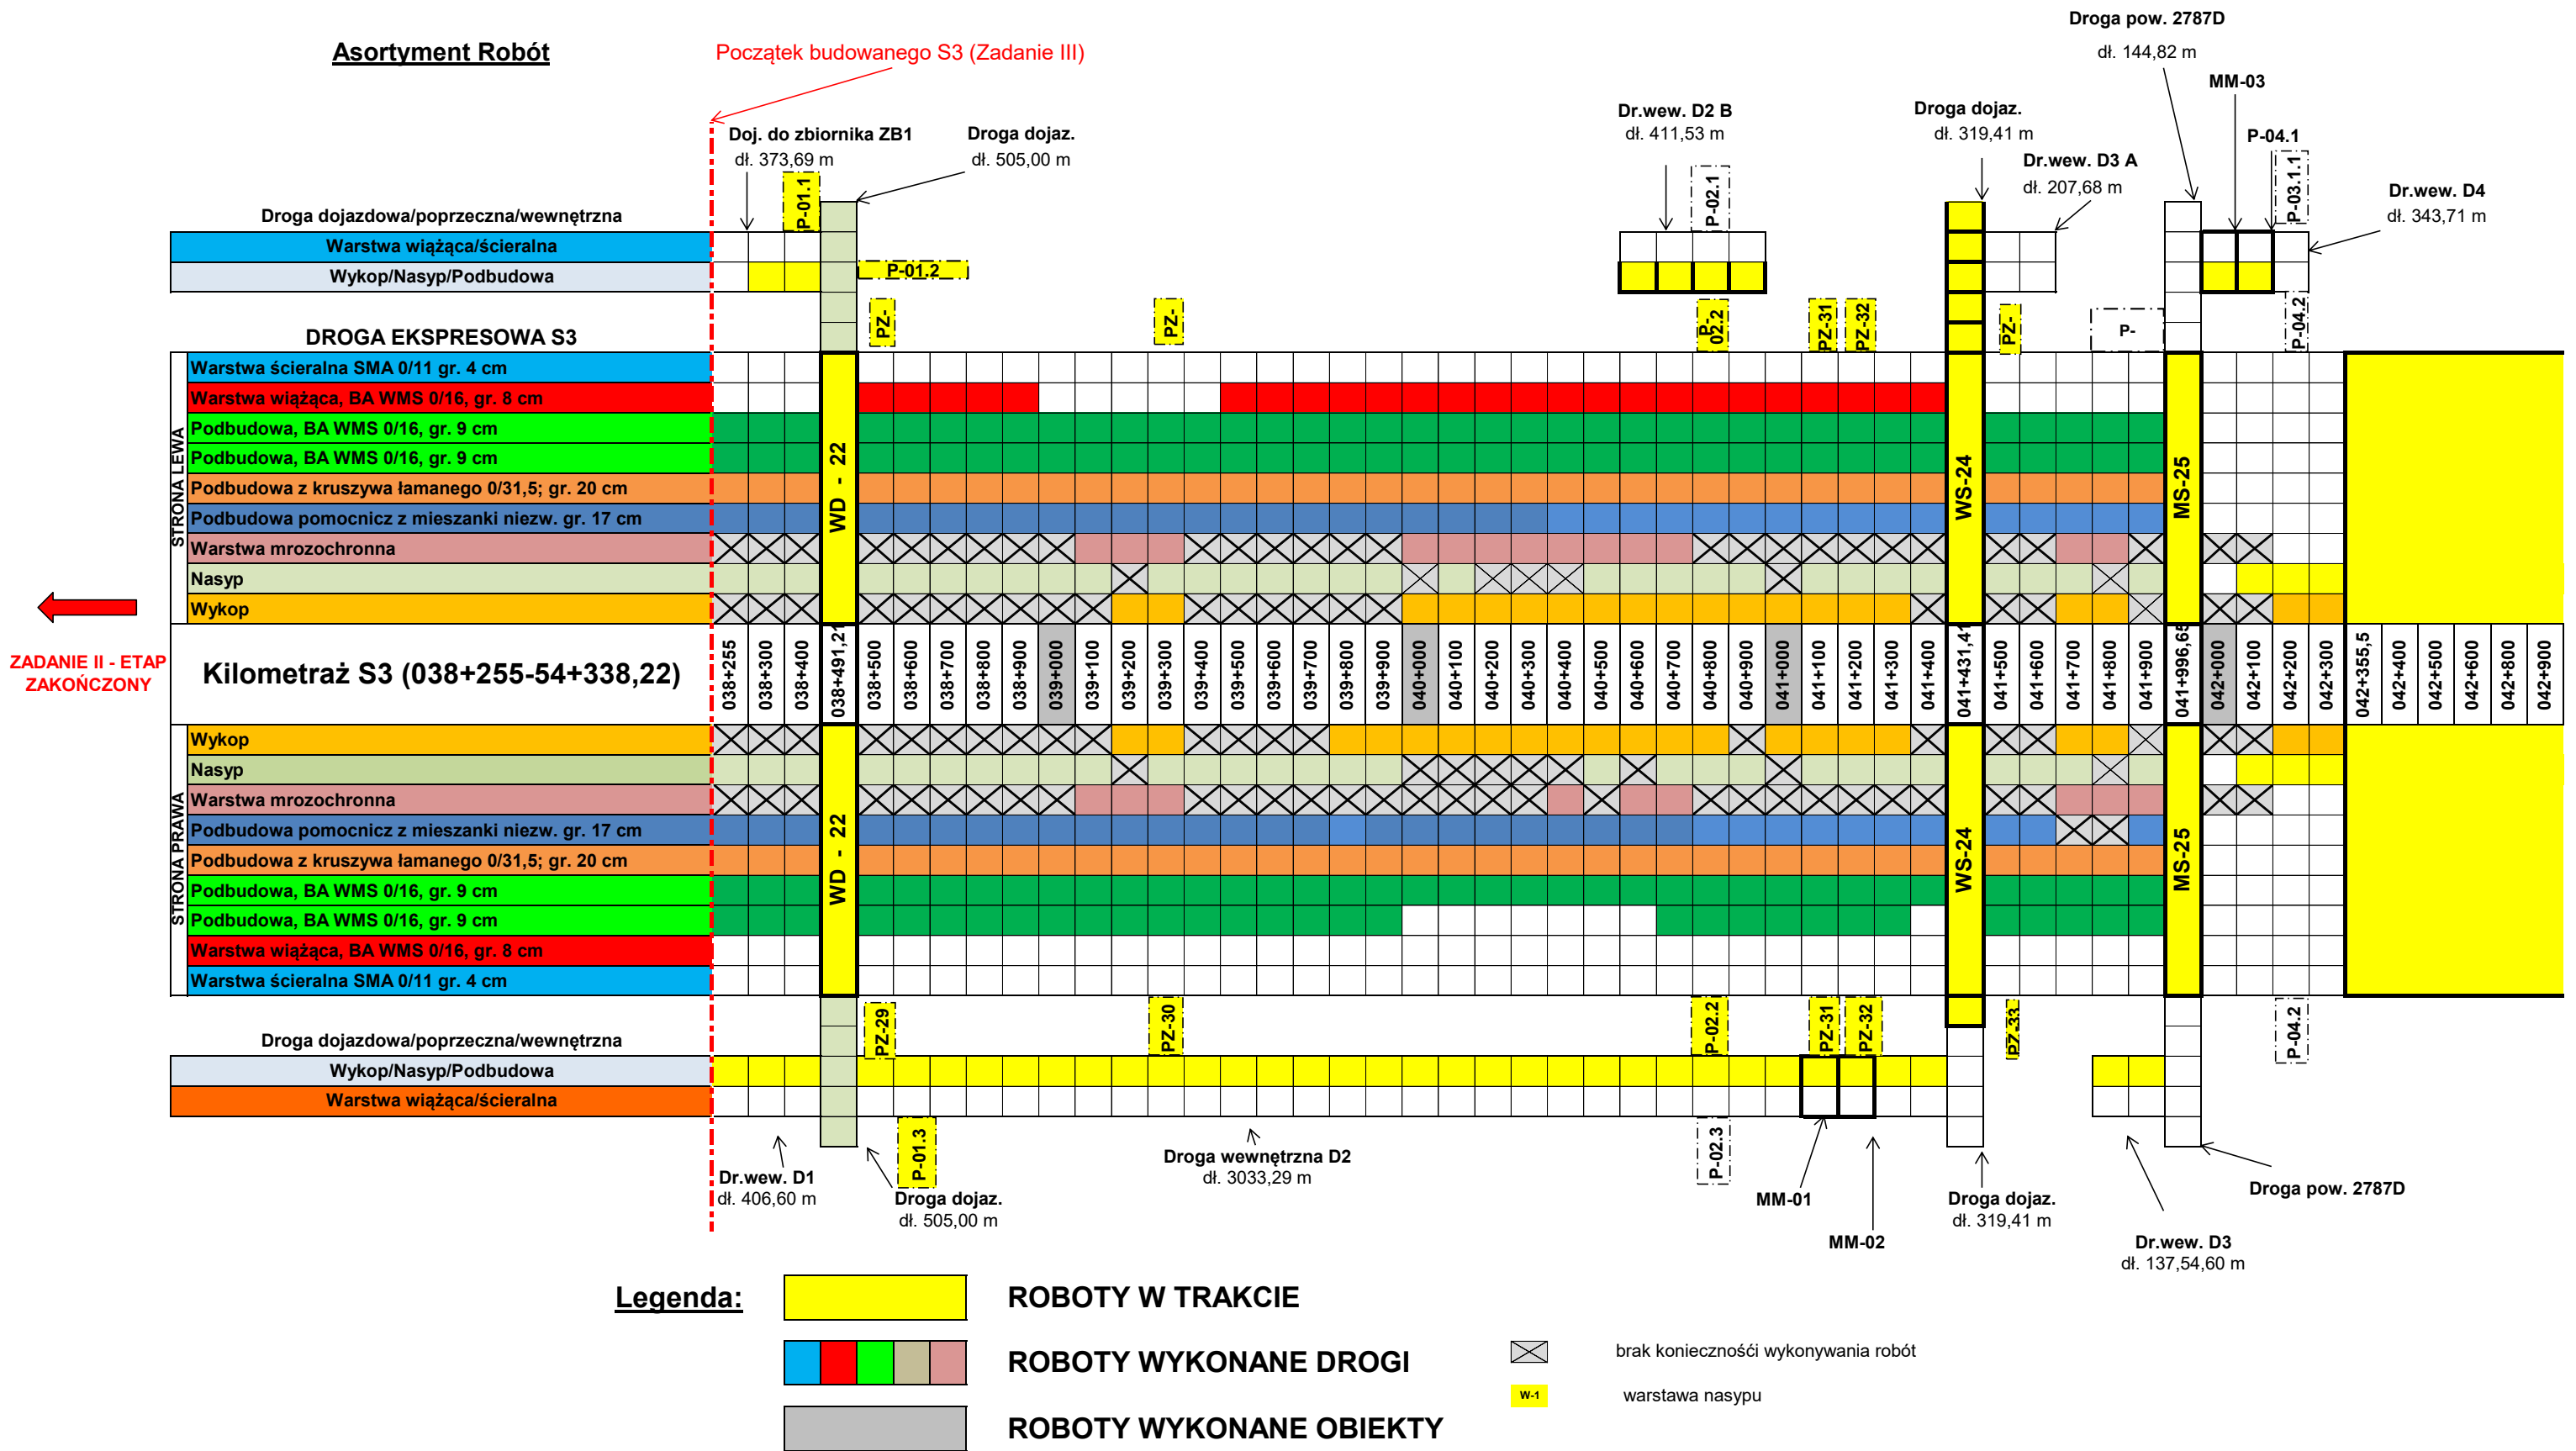 Droga pow. 2787D
dł. 144,82 m
Asortyment Robót
Początek budowanego S3 (Zadanie III)
MM-03
Doj. do zbiornika ZB1
dł. 373,69 m
Droga dojaz.
dł. 505,00 m
Dr.wew. D2 B
dł. 411,53 m
Droga dojaz.
dł. 319,41 m
P-04.1
Dr.wew. D3 A
dł. 207,68 m
Dr.wew. D4
dł. 343,71 m
P-01.1
P-02.1
P-03.1.1
Droga dojazdowa/poprzeczna/wewnętrzna
Warstwa wiążąca/ścieralna
Wykop/Nasyp/Podbudowa
P-01.2
PZ-
PZ-
P-
02.2
PZ-31
PZ-32
PZ-
P-
P-04.2
DROGA EKSPRESOWA S3
STRONA LEWA
Warstwa ścieralna SMA 0/11 gr. 4 cm
Warstwa wiążąca, BA WMS 0/16, gr. 8 cm
Podbudowa, BA WMS 0/16, gr. 9 cm
Podbudowa, BA WMS 0/16, gr. 9 cm
Podbudowa z kruszywa łamanego 0/31,5; gr. 20 cm
Podbudowa pomocnicz z mieszanki niezw. gr. 17 cm
Warstwa mrozochronna
Nasyp
Wykop
WD - 22
WS-24
MS-25
ZADANIE II - ETAP
ZAKOŃCZONY
Kilometraż S3 (038+255-54+338,22)
038+255
038+300
038+400
038+491,21
038+500
038+600
038+700
038+800
038+900
039+000
039+100
039+200
039+300
039+400
039+500
039+600
039+700
039+800
039+900
040+000
040+100
040+200
040+300
040+400
040+500
040+600
040+700
040+800
040+900
041+000
041+100
041+200
041+300
041+400
041+431,41
041+500
041+600
041+700
041+800
041+900
041+996,65
042+000
042+100
042+200
042+300
042+355,5
042+400
042+500
042+600
042+800
042+900
STRONA PRAWA
Wykop
Nasyp
Warstwa mrozochronna
Podbudowa pomocnicz z mieszanki niezw. gr. 17 cm
Podbudowa z kruszywa łamanego 0/31,5; gr. 20 cm
Podbudowa, BA WMS 0/16, gr. 9 cm
Podbudowa, BA WMS 0/16, gr. 9 cm
Warstwa wiążąca, BA WMS 0/16, gr. 8 cm
Warstwa ścieralna SMA 0/11 gr. 4 cm
WD - 22
WS-24
MS-25
PZ-29
PZ-30
P-02.2
PZ-31
PZ-32
PZ-33
P-04.2
Droga dojazdowa/poprzeczna/wewnętrzna
Wykop/Nasyp/Podbudowa
Warstwa wiążąca/ścieralna
P-01.3
P-02.3
Dr.wew. D1
dł. 406,60 m
Droga dojaz.
dł. 505,00 m
Droga wewnętrzna D2
dł. 3033,29 m
MM-01
MM-02
Droga dojaz.
dł. 319,41 m
Droga pow. 2787D
Dr.wew. D3
dł. 137,54,60 m
Legenda:
ROBOTY W TRAKCIE
ROBOTY WYKONANE DROGI
ROBOTY WYKONANE OBIEKTY
brak koniecznośći wykonywania robót
W-1
warstawa nasypu